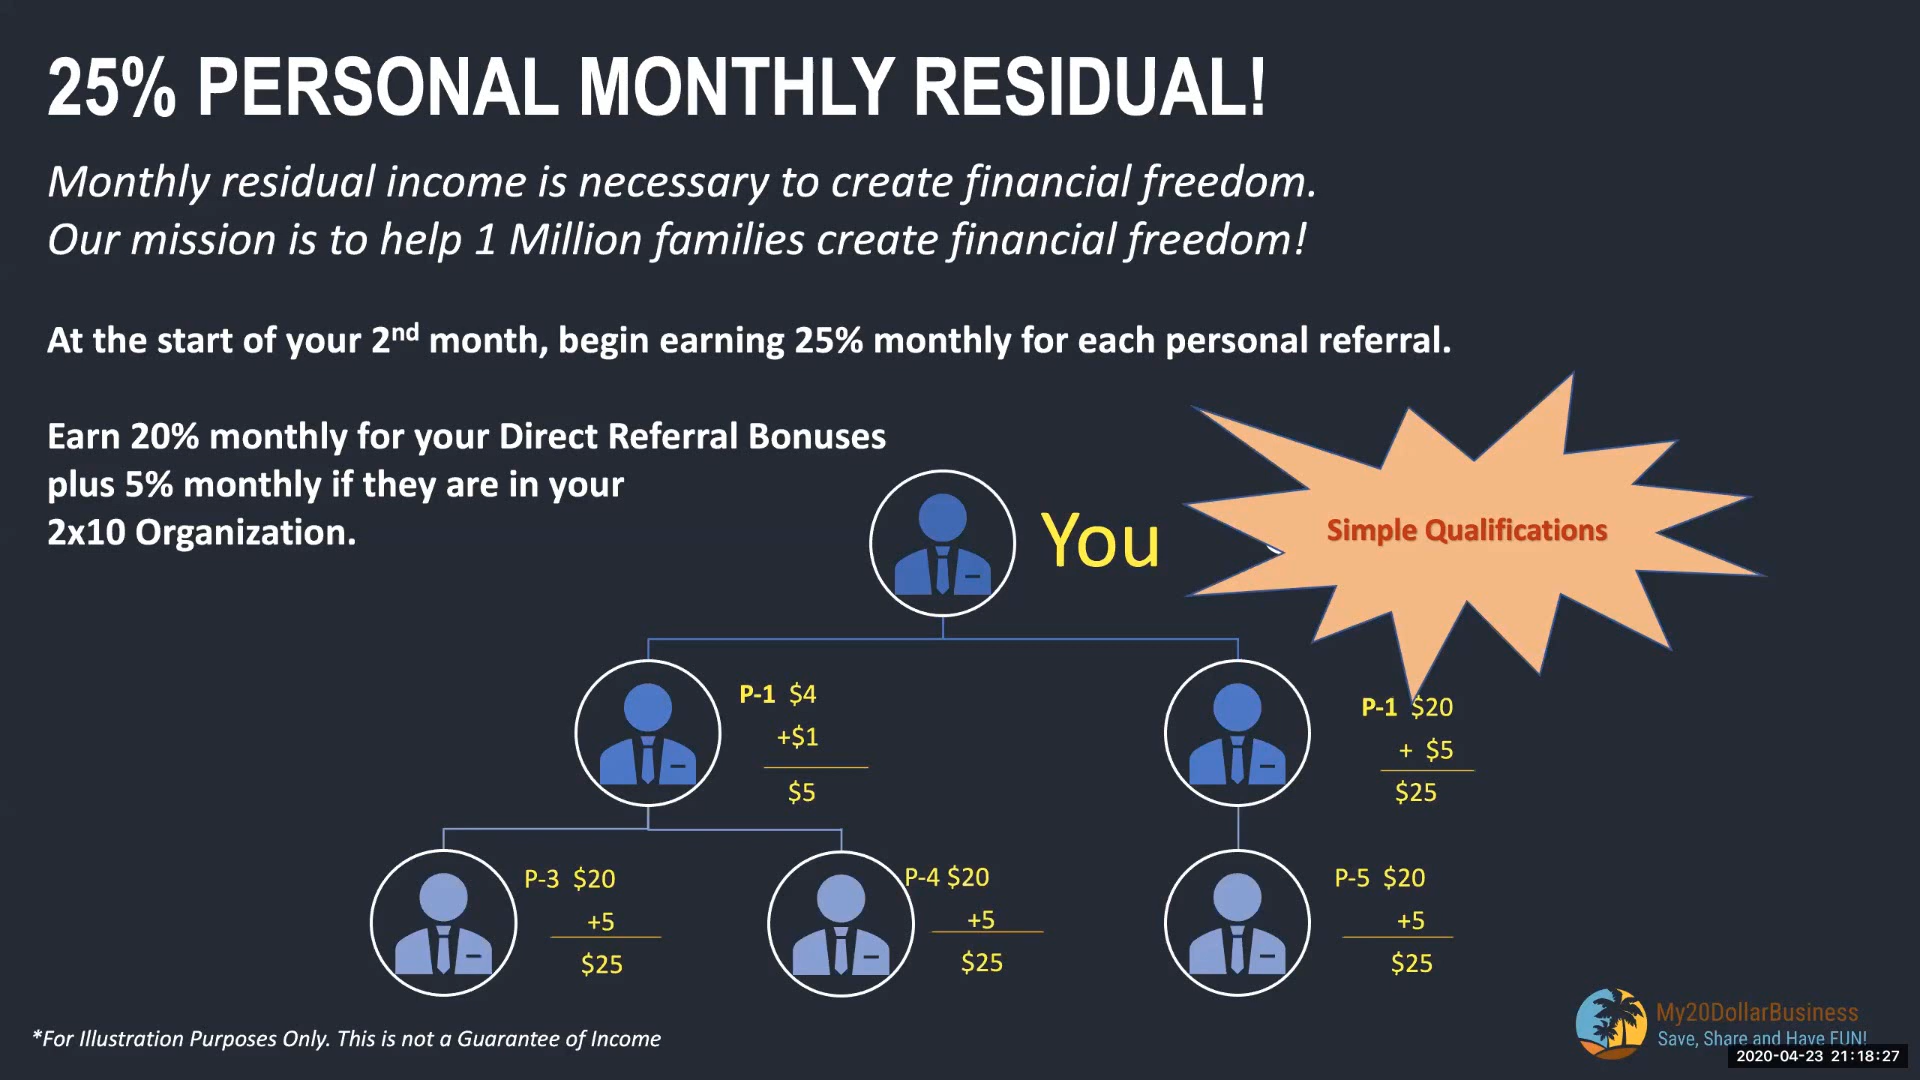 25% PERSONAL MONTHLY RESIDUAL!
Monthly residual income is necessary to create financial freedom.
Our mission is to help 1 Million families create financial freedom!
At the start of your 2nd month, begin earning 25% monthly for each personal referral.
Earn 20% monthly for your Direct Referral Bonuses
plus 5% monthly if they are in your
2x10 Organization.
You
Simple Qualifications
P-1 $4
+$1
$5
P-1 $20
+ $5
$25
P-3 $20
+5
$25
P-4 $20
+5
$25
P-5 $20
+5
$25
*For Illustration Purposes Only. This is not a Guarantee of Income
My20DollarBusiness
Save, Share and Have FUN!
2020-04-23 21:18:27